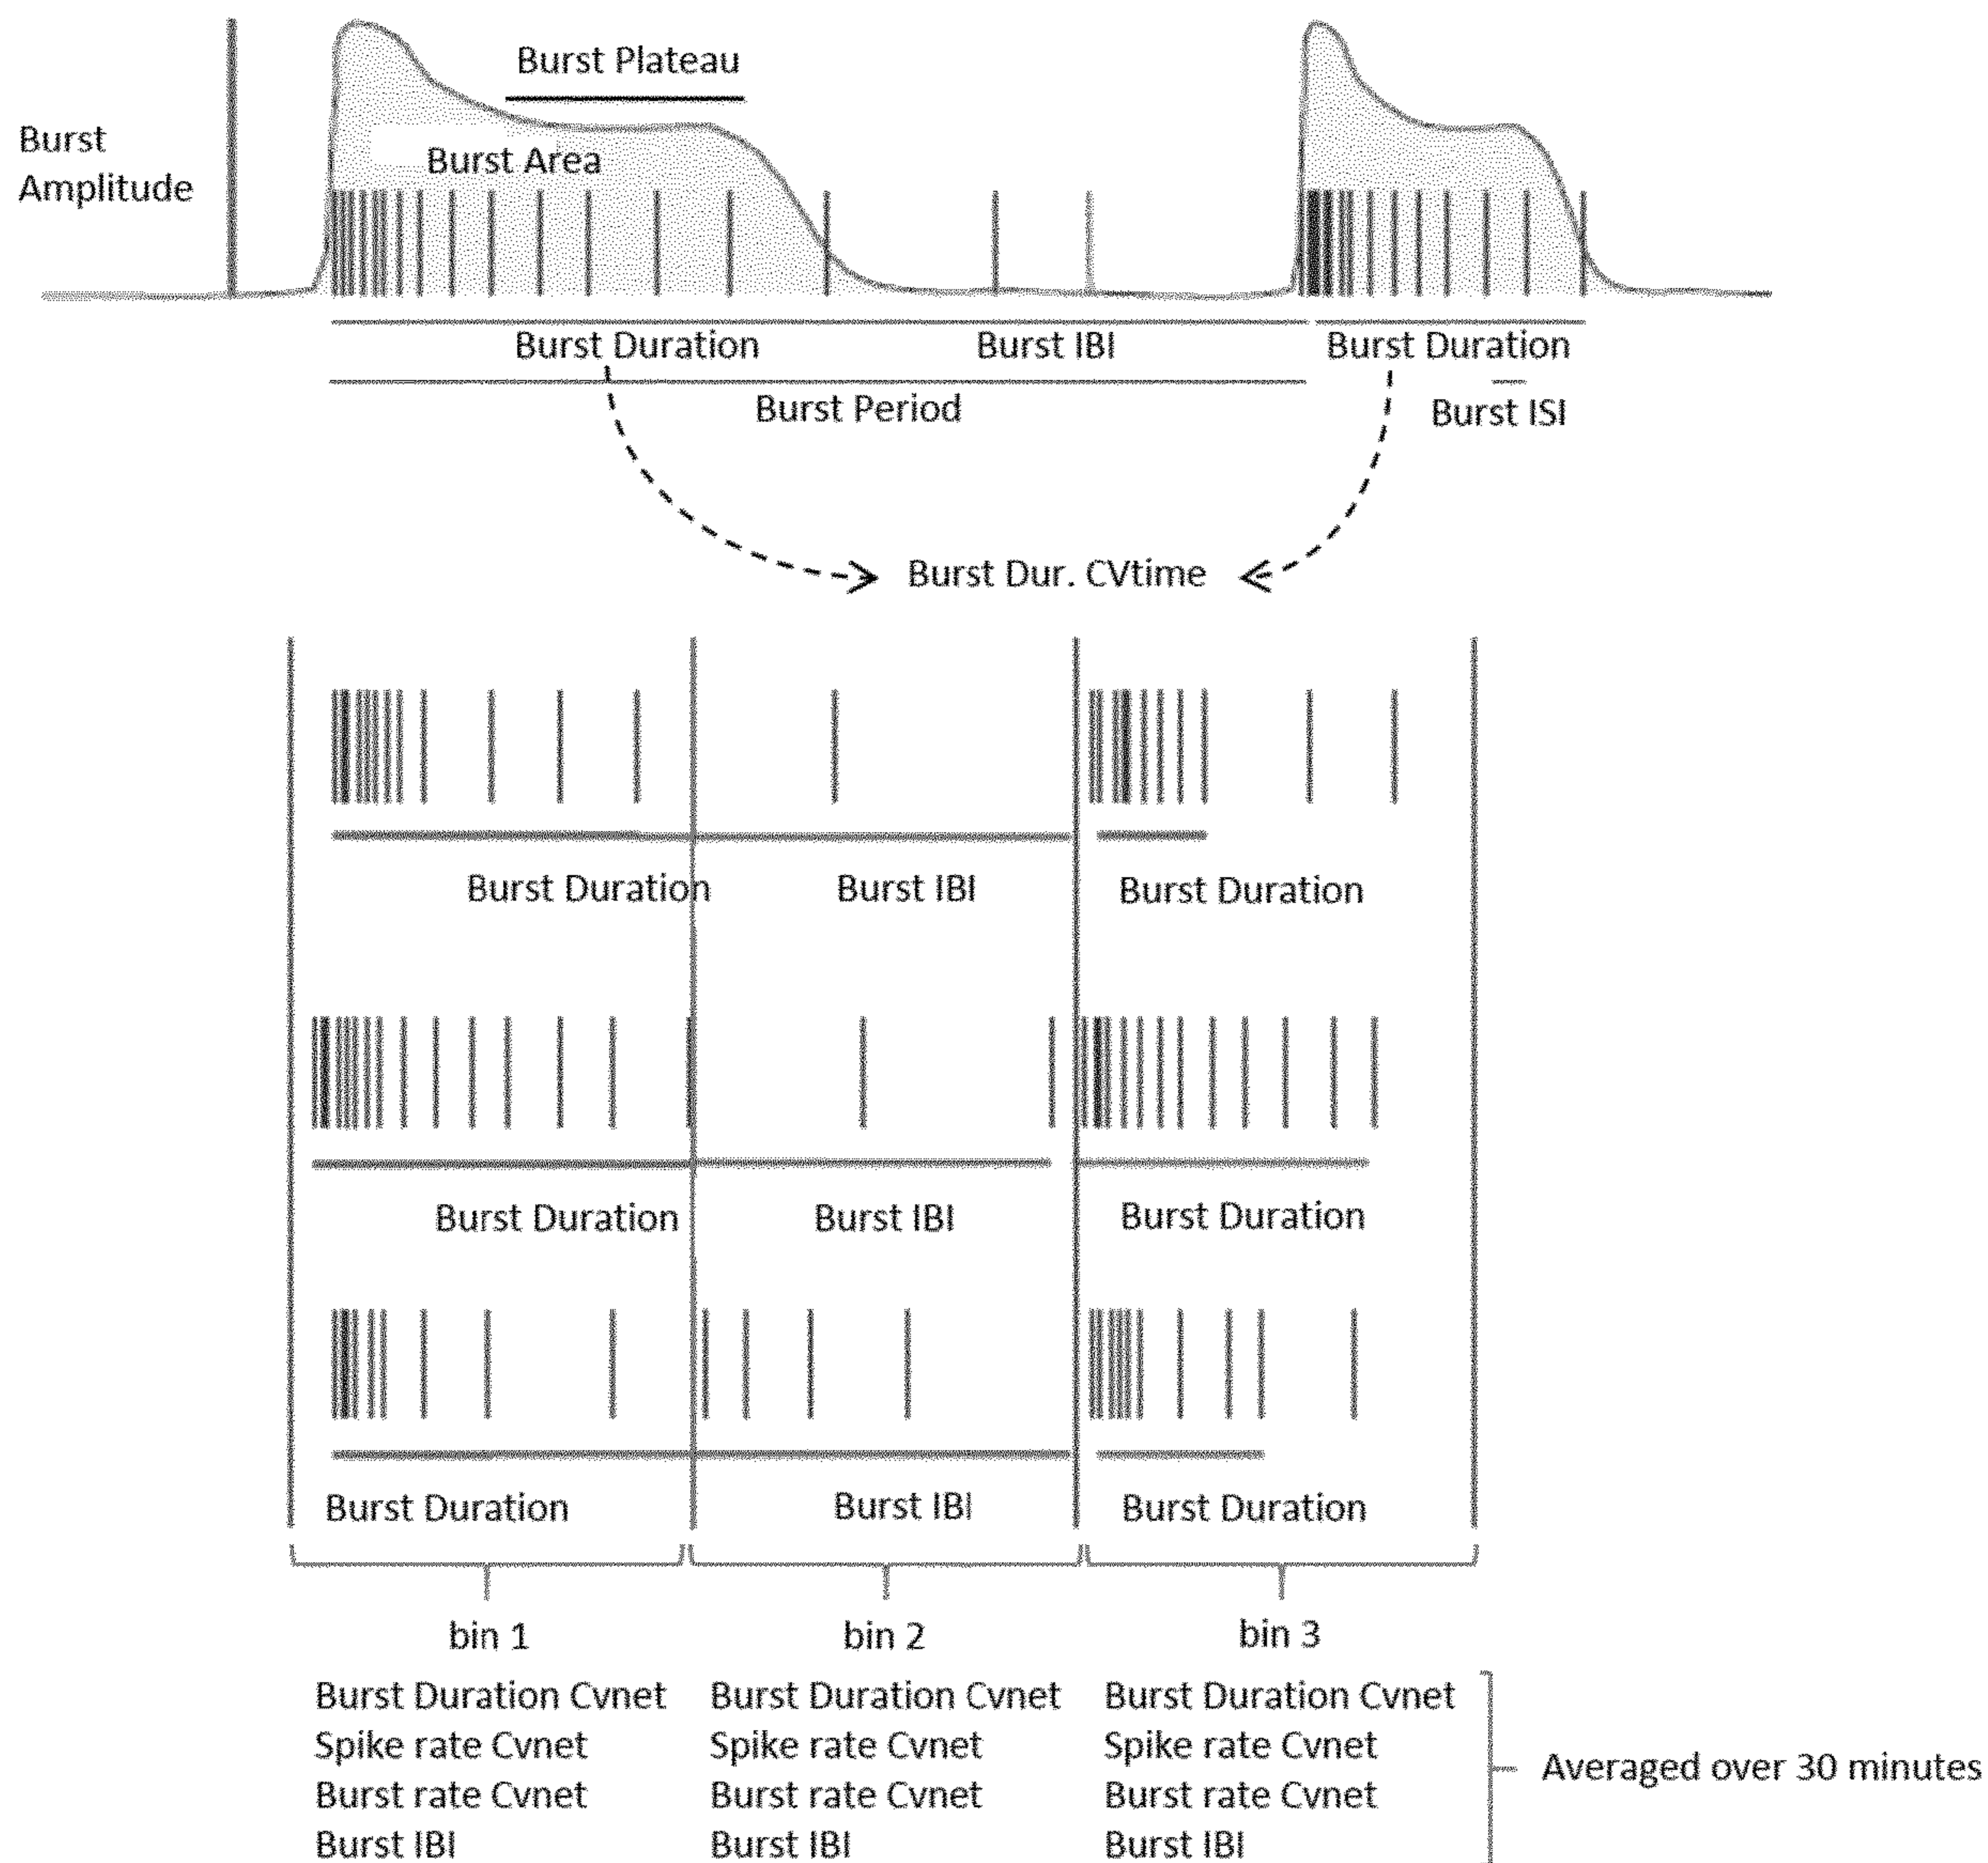 Burst Plateau
Burst
Amplitude
Burst Area
Burst Duration
Burst IBI
Burst Duration
Burst Period
Burst ISI
Burst Dur. CVtime
Burst Duration
Burst IBI
Burst Duration
Burst Duration
Burst IBI
Burst Duration
Burst Duration
Burst IBI
Burst Duration
bin 1
bin 2
bin 3
Burst Duration Cvnet
Spike rate Cvnet
Burst rate Cvnet
Burst IBI
Burst Duration Cvnet
Spike rate Cvnet
Burst rate Cvnet
Burst IBI
Burst Duration Cvnet
Spike rate Cvnet
Burst rate Cvnet
Burst IBI
Averaged over 30 minutes